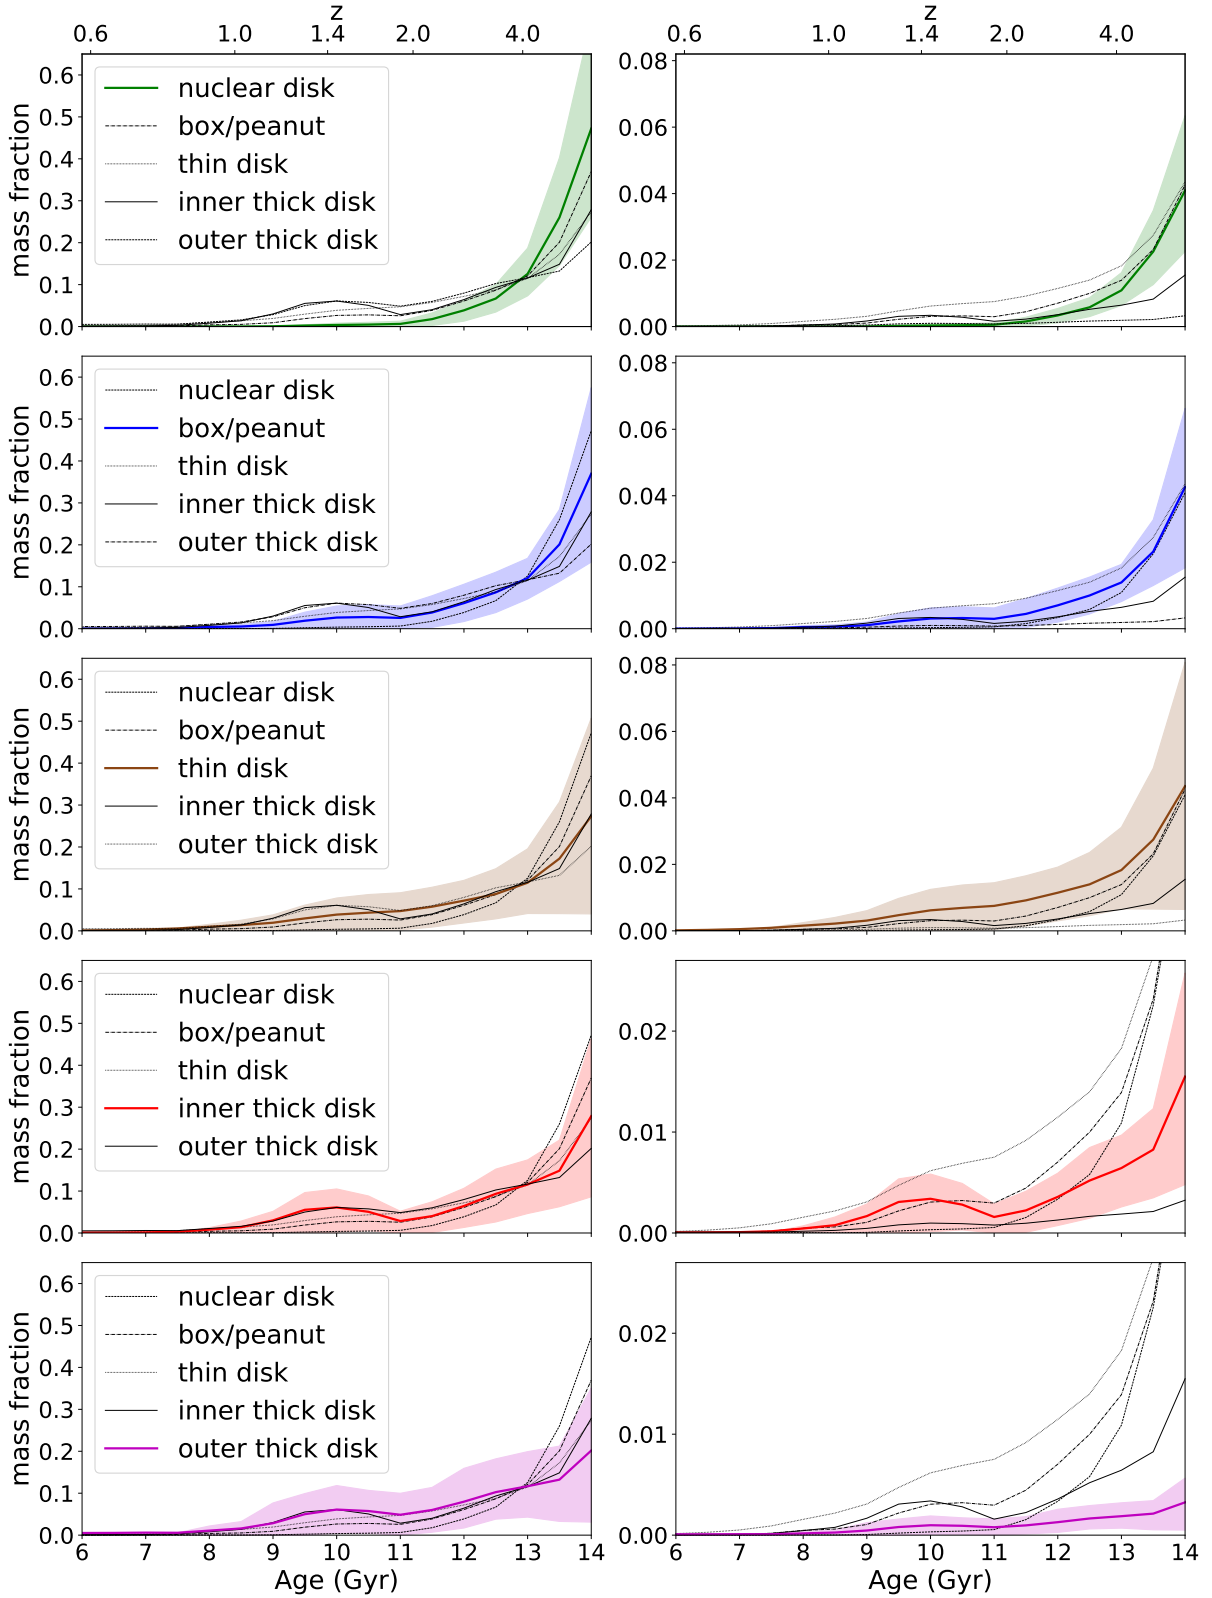 z z
0.6 1.0 1.4 2.0 4.0 0.6 1.0 1.4 2.0 4.0
mass fraction
0.6
0.5
0.4
0.3
0.2
0.1
0.0
nuclear disk
box/peanut
thin disk
inner thick disk
outer thick disk
0.08
0.06
0.04
0.02
0.00
mass fraction
0.6
0.5
0.4
0.3
0.2
0.1
0.0
nuclear disk
box/peanut
thin disk
inner thick disk
outer thick disk
0.08
0.06
0.04
0.02
0.00
mass fraction
0.6
0.5
0.4
0.3
0.2
0.1
0.0
nuclear disk
box/peanut
thin disk
inner thick disk
outer thick disk
0.08
0.06
0.04
0.02
0.00
mass fraction
0.6
0.5
0.4
0.3
0.2
0.1
0.0
nuclear disk
box/peanut
thin disk
inner thick disk
outer thick disk
0.02
0.01
0.00
mass fraction
0.6
0.5
0.4
0.3
0.2
0.1
0.0
nuclear disk
box/peanut
thin disk
inner thick disk
outer thick disk
0.02
0.01
0.00
6 7 8 9 10 11 12 13 14 6 7 8 9 10 11 12 13 14
Age (Gyr) Age (Gyr)